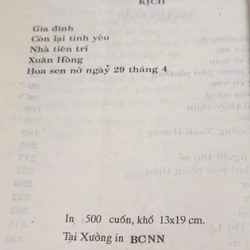 KỊCH
Gia đình
Còn lại tình yêu
Nhà tiên tri
Xuân Hồng
Hoa sen nở ngày 29 tháng 4
In 500 cuốn, khổ 13x19 cm.
Tại Xưởng in BCNN